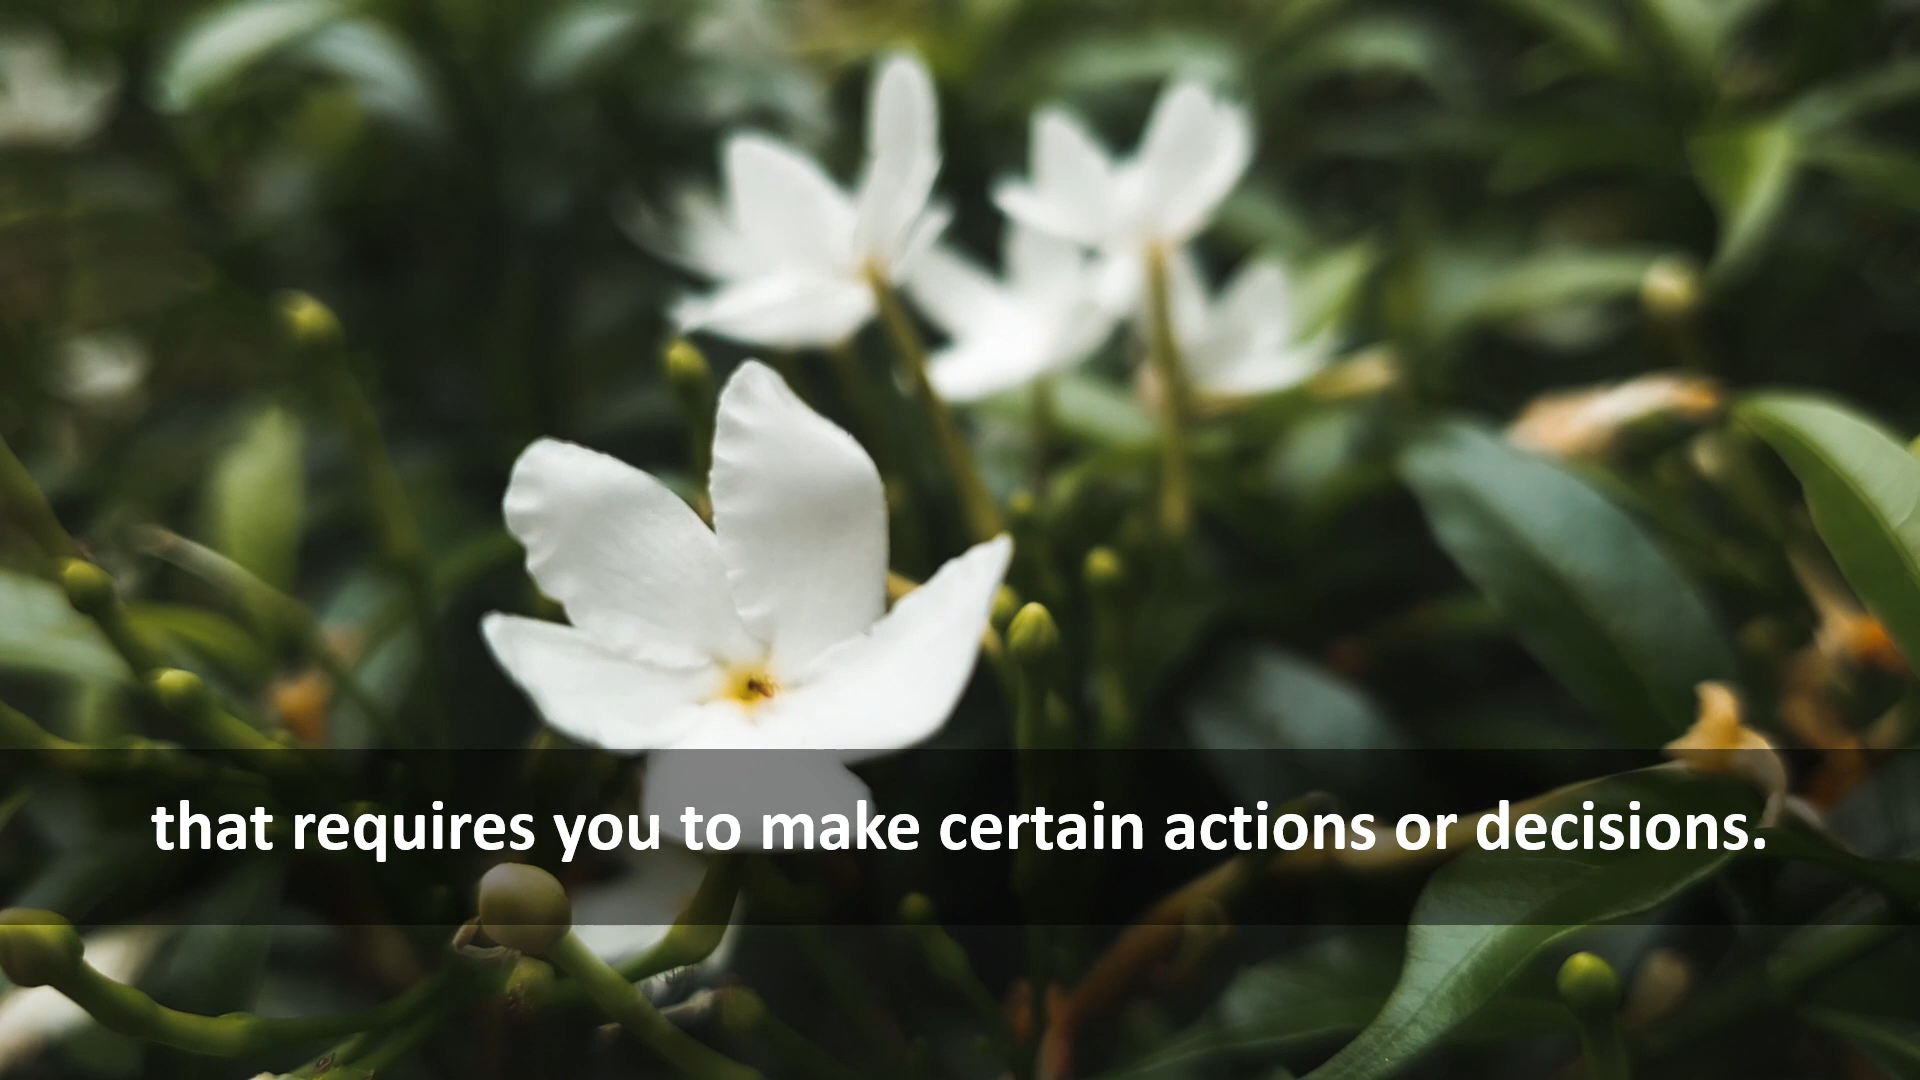 that requires you to make certain actions or decisions.